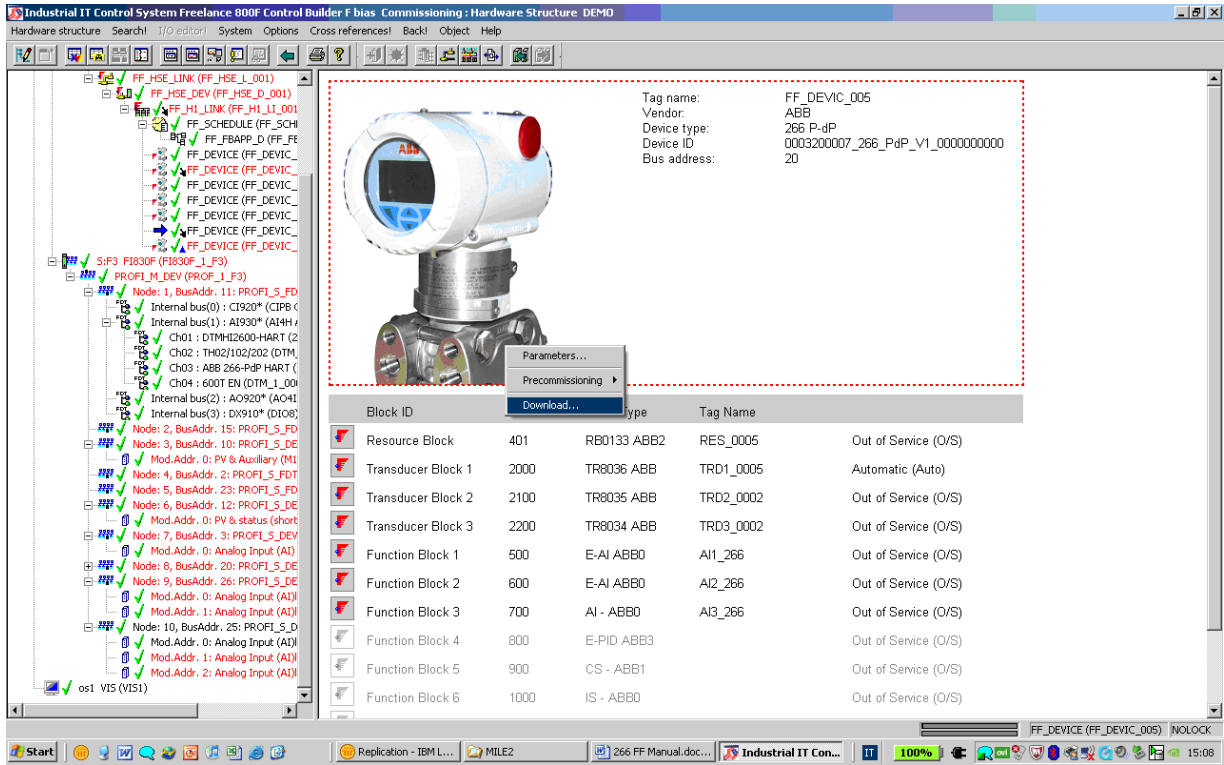 Industrial IT Control System Freelance 800F Control Builder F bias Commissioning : Hardware Structure DEMO
Hardware structure Search! I/O editor! System Options Cross references! Back! Object Help
FF_HSE_LINK (FF_HSE_L_001)
FF_HSE_DEV (FF_HSE_D_001)
FF_H1_LINK (FF_H1_LI_001
FF_SCHEDULE (FF_SCH
FF_FBAPP_D (FF_FE
FF_DEVICE (FF_DEVIC_
FF_DEVICE (FF_DEVIC_
FF_DEVICE (FF_DEVIC_
FF_DEVICE (FF_DEVIC_
FF_DEVICE (FF_DEVIC_
FF_DEVICE (FF_DEVIC_
FF_DEVICE (FF_DEVIC_
S:F3 FI830F (FI830F_1_F3)
PROFI_M_DEV (PROF_1_F3)
Node: 1, BusAddr. 11: PROFI_S_FD
Internal bus(0) : CI920* (CIPB
Internal bus(1) : AI930* (AI4H
Ch01 : DTMHI2600-HART (2
Ch02 : TH02/102/202 (DTM_
Ch03 : ABB 266-PdP HART (
Ch04 : 600T EN (DTM_1_00
Internal bus(2) : AO920* (AO4I
Internal bus(3) : DX910* (DIO8)
Node: 2, BusAddr. 15: PROFI_S_FD
Node: 3, BusAddr. 10: PROFI_S_DE
Mod.Addr. 0: PV & Auxiliary (M1
Node: 4, BusAddr. 2: PROFI_S_FDT
Node: 5, BusAddr. 23: PROFI_S_FD
Node: 6, BusAddr. 12: PROFI_S_DE
Mod.Addr. 0: PV & status (short
Node: 7, BusAddr. 3: PROFI_S_DEV
Mod.Addr. 0: Analog Input (AI)
Node: 8, BusAddr. 20: PROFI_S_DE
Node: 9, BusAddr. 26: PROFI_S_DE
Mod.Addr. 0: Analog Input (AI)
Mod.Addr. 1: Analog Input (AI)
Node: 10, BusAddr. 25: PROFI_S_D
Mod.Addr. 0: Analog Input (AI)
Mod.Addr. 1: Analog Input (AI)
Mod.Addr. 2: Analog Input (AI)
os1 VIS (VIS1)
ABB
Tag name: FF_DEVIC_005
Vendor: ABB
Device type: 266 P-dP
Device ID 0003200007_266_PdP_V1_0000000000
Bus address: 20
Parameters...
Precommissioning
Download...
Block ID Type Tag Name
Resource Block 401 RB0133 ABB2 RES_0005 Out of Service (O/S)
Transducer Block 1 2000 TR8036 ABB TRD1_0005 Automatic (Auto)
Transducer Block 2 2100 TR8035 ABB TRD2_0002 Out of Service (O/S)
Transducer Block 3 2200 TR8034 ABB TRD3_0002 Out of Service (O/S)
Function Block 1 500 E-AI ABB0 AI1_266 Out of Service (O/S)
Function Block 2 600 E-AI ABB0 AI2_266 Out of Service (O/S)
Function Block 3 700 AI - ABB0 AI3_266 Out of Service (O/S)
Function Block 4 800 E-PID ABB3 Out of Service (O/S)
Function Block 5 900 CS - ABB1 Out of Service (O/S)
Function Block 6 1000 IS - ABB0 Out of Service (O/S)
FF_DEVICE (FF_DEVIC_005) NOLOCK
Start Replication - IBM L... MILE2 266 FF Manual.doc... Industrial IT Con... IT 100% 15:08